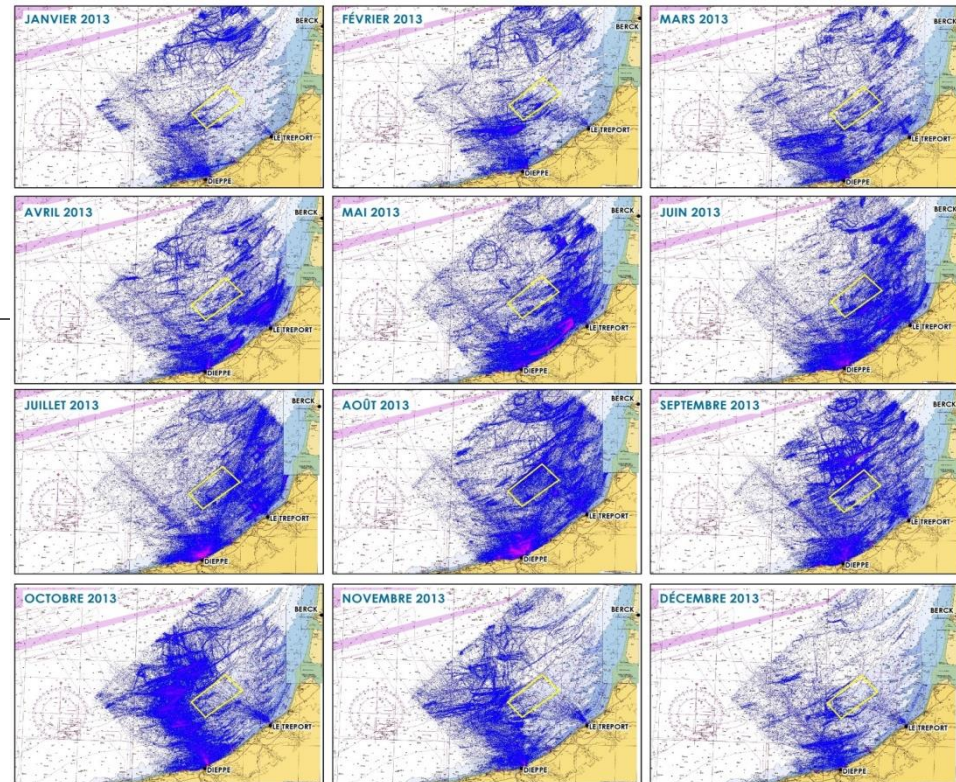 JANVIER 2013
BERCK
LE TREPORT
DIEPPE
FÉVRIER 2013
BERCK
LE TREPORT
DIEPPE
MARS 2013
BERCK
LE TREPORT
DIEPPE
AVRIL 2013
BERCK
LE TREPORT
DIEPPE
MAI 2013
BERCK
LE TREPORT
DIEPPE
JUIN 2013
BERCK
LE TREPORT
DIEPPE
JUILLET 2013
BERCK
LE TREPORT
DIEPPE
AOÛT 2013
BERCK
LE TREPORT
DIEPPE
SEPTEMBRE 2013
BERCK
LE TREPORT
DIEPPE
OCTOBRE 2013
BERCK
LE TREPORT
DIEPPE
NOVEMBRE 2013
BERCK
LE TREPORT
DIEPPE
DÉCEMBRE 2013
BERCK
LE TREPORT
DIEPPE